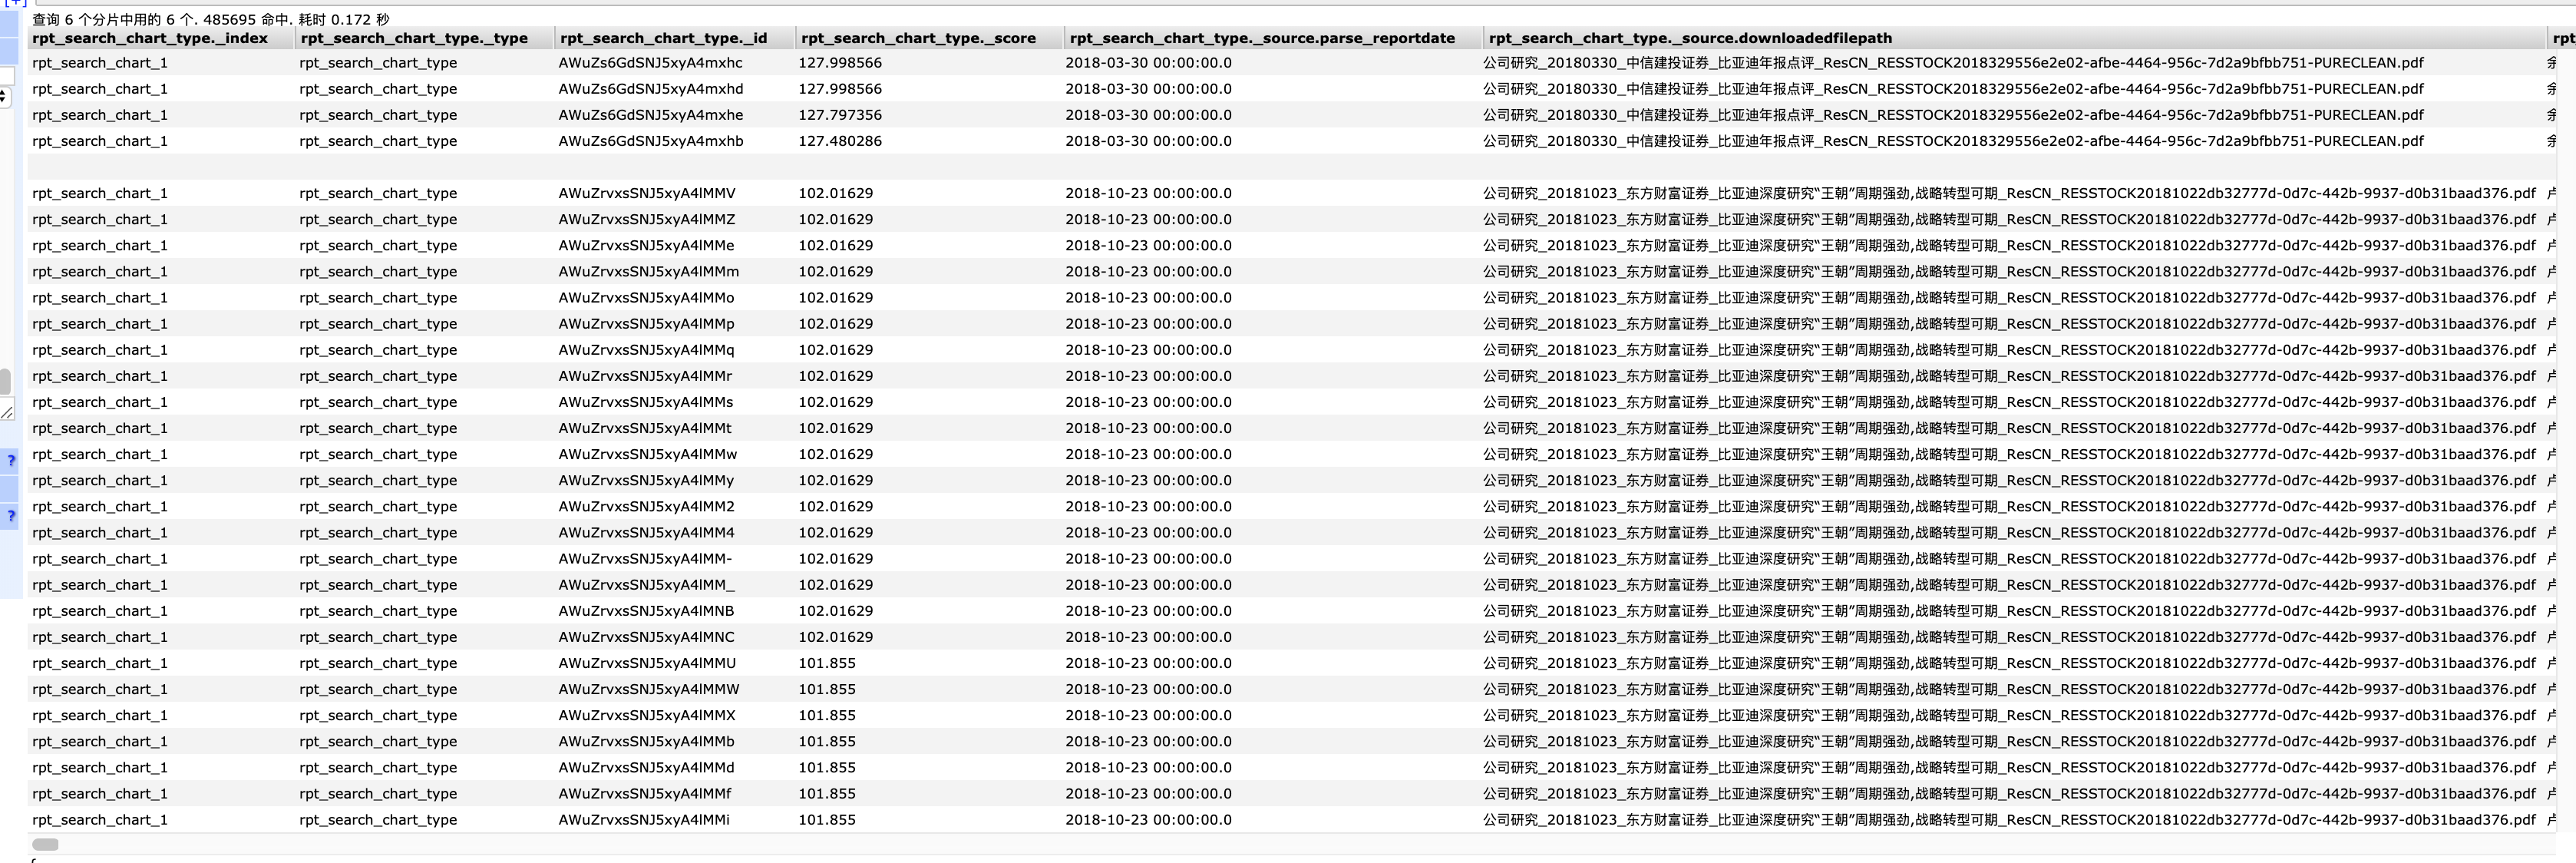 [+]
查询 6 个分片中用的 6 个. 485695 命中. 耗时 0.172 秒
rpt_search_chart_type._index rpt_search_chart_type._type rpt_search_chart_type._id rpt_search_chart_type._score rpt_search_chart_type._source.parse_reportdate rpt_search_chart_type._source.downloadedfilepath rpt
rpt_search_chart_1 rpt_search_chart_type AWuZs6GdSNJ5xyA4mxhc 127.998566 2018-03-30 00:00:00.0 公司研究_20180330_中信建投证券_比亚迪年报点评_ResCN_RESSTOCK2018329556e2e02-afbe-4464-956c-7d2a9bfbb751-PURECLEAN.pdf
rpt_search_chart_1 rpt_search_chart_type AWuZs6GdSNJ5xyA4mxhd 127.998566 2018-03-30 00:00:00.0 公司研究_20180330_中信建投证券_比亚迪年报点评_ResCN_RESSTOCK2018329556e2e02-afbe-4464-956c-7d2a9bfbb751-PURECLEAN.pdf
rpt_search_chart_1 rpt_search_chart_type AWuZs6GdSNJ5xyA4mxhe 127.797356 2018-03-30 00:00:00.0 公司研究_20180330_中信建投证券_比亚迪年报点评_ResCN_RESSTOCK2018329556e2e02-afbe-4464-956c-7d2a9bfbb751-PURECLEAN.pdf
rpt_search_chart_1 rpt_search_chart_type AWuZs6GdSNJ5xyA4mxhb 127.480286 2018-03-30 00:00:00.0 公司研究_20180330_中信建投证券_比亚迪年报点评_ResCN_RESSTOCK2018329556e2e02-afbe-4464-956c-7d2a9bfbb751-PURECLEAN.pdf
rpt_search_chart_1 rpt_search_chart_type AWuZrvxsSNJ5xyA4lMMV 102.01629 2018-10-23 00:00:00.0 公司研究_20181023_东方财富证券_比亚迪深度研究“王朝”周期强劲,战略转型可期_ResCN_RESSTOCK20181022db32777d-0d7c-442b-9937-d0b31baad376.pdf
rpt_search_chart_1 rpt_search_chart_type AWuZrvxsSNJ5xyA4lMMZ 102.01629 2018-10-23 00:00:00.0 公司研究_20181023_东方财富证券_比亚迪深度研究“王朝”周期强劲,战略转型可期_ResCN_RESSTOCK20181022db32777d-0d7c-442b-9937-d0b31baad376.pdf
rpt_search_chart_1 rpt_search_chart_type AWuZrvxsSNJ5xyA4lMMe 102.01629 2018-10-23 00:00:00.0 公司研究_20181023_东方财富证券_比亚迪深度研究“王朝”周期强劲,战略转型可期_ResCN_RESSTOCK20181022db32777d-0d7c-442b-9937-d0b31baad376.pdf
rpt_search_chart_1 rpt_search_chart_type AWuZrvxsSNJ5xyA4lMMm 102.01629 2018-10-23 00:00:00.0 公司研究_20181023_东方财富证券_比亚迪深度研究“王朝”周期强劲,战略转型可期_ResCN_RESSTOCK20181022db32777d-0d7c-442b-9937-d0b31baad376.pdf
rpt_search_chart_1 rpt_search_chart_type AWuZrvxsSNJ5xyA4lMMo 102.01629 2018-10-23 00:00:00.0 公司研究_20181023_东方财富证券_比亚迪深度研究“王朝”周期强劲,战略转型可期_ResCN_RESSTOCK20181022db32777d-0d7c-442b-9937-d0b31baad376.pdf
rpt_search_chart_1 rpt_search_chart_type AWuZrvxsSNJ5xyA4lMMp 102.01629 2018-10-23 00:00:00.0 公司研究_20181023_东方财富证券_比亚迪深度研究“王朝”周期强劲,战略转型可期_ResCN_RESSTOCK20181022db32777d-0d7c-442b-9937-d0b31baad376.pdf
rpt_search_chart_1 rpt_search_chart_type AWuZrvxsSNJ5xyA4lMMq 102.01629 2018-10-23 00:00:00.0 公司研究_20181023_东方财富证券_比亚迪深度研究“王朝”周期强劲,战略转型可期_ResCN_RESSTOCK20181022db32777d-0d7c-442b-9937-d0b31baad376.pdf
rpt_search_chart_1 rpt_search_chart_type AWuZrvxsSNJ5xyA4lMMr 102.01629 2018-10-23 00:00:00.0 公司研究_20181023_东方财富证券_比亚迪深度研究“王朝”周期强劲,战略转型可期_ResCN_RESSTOCK20181022db32777d-0d7c-442b-9937-d0b31baad376.pdf
rpt_search_chart_1 rpt_search_chart_type AWuZrvxsSNJ5xyA4lMMs 102.01629 2018-10-23 00:00:00.0 公司研究_20181023_东方财富证券_比亚迪深度研究“王朝”周期强劲,战略转型可期_ResCN_RESSTOCK20181022db32777d-0d7c-442b-9937-d0b31baad376.pdf
rpt_search_chart_1 rpt_search_chart_type AWuZrvxsSNJ5xyA4lMMt 102.01629 2018-10-23 00:00:00.0 公司研究_20181023_东方财富证券_比亚迪深度研究“王朝”周期强劲,战略转型可期_ResCN_RESSTOCK20181022db32777d-0d7c-442b-9937-d0b31baad376.pdf
? rpt_search_chart_1 rpt_search_chart_type AWuZrvxsSNJ5xyA4lMMw 102.01629 2018-10-23 00:00:00.0 公司研究_20181023_东方财富证券_比亚迪深度研究“王朝”周期强劲,战略转型可期_ResCN_RESSTOCK20181022db32777d-0d7c-442b-9937-d0b31baad376.pdf
rpt_search_chart_1 rpt_search_chart_type AWuZrvxsSNJ5xyA4lMMy 102.01629 2018-10-23 00:00:00.0 公司研究_20181023_东方财富证券_比亚迪深度研究“王朝”周期强劲,战略转型可期_ResCN_RESSTOCK20181022db32777d-0d7c-442b-9937-d0b31baad376.pdf
? rpt_search_chart_1 rpt_search_chart_type AWuZrvxsSNJ5xyA4lMM2 102.01629 2018-10-23 00:00:00.0 公司研究_20181023_东方财富证券_比亚迪深度研究“王朝”周期强劲,战略转型可期_ResCN_RESSTOCK20181022db32777d-0d7c-442b-9937-d0b31baad376.pdf
rpt_search_chart_1 rpt_search_chart_type AWuZrvxsSNJ5xyA4lMM4 102.01629 2018-10-23 00:00:00.0 公司研究_20181023_东方财富证券_比亚迪深度研究“王朝”周期强劲,战略转型可期_ResCN_RESSTOCK20181022db32777d-0d7c-442b-9937-d0b31baad376.pdf
rpt_search_chart_1 rpt_search_chart_type AWuZrvxsSNJ5xyA4lMM- 102.01629 2018-10-23 00:00:00.0 公司研究_20181023_东方财富证券_比亚迪深度研究“王朝”周期强劲,战略转型可期_ResCN_RESSTOCK20181022db32777d-0d7c-442b-9937-d0b31baad376.pdf
rpt_search_chart_1 rpt_search_chart_type AWuZrvxsSNJ5xyA4lMM_ 102.01629 2018-10-23 00:00:00.0 公司研究_20181023_东方财富证券_比亚迪深度研究“王朝”周期强劲,战略转型可期_ResCN_RESSTOCK20181022db32777d-0d7c-442b-9937-d0b31baad376.pdf
rpt_search_chart_1 rpt_search_chart_type AWuZrvxsSNJ5xyA4lMNB 102.01629 2018-10-23 00:00:00.0 公司研究_20181023_东方财富证券_比亚迪深度研究“王朝”周期强劲,战略转型可期_ResCN_RESSTOCK20181022db32777d-0d7c-442b-9937-d0b31baad376.pdf
rpt_search_chart_1 rpt_search_chart_type AWuZrvxsSNJ5xyA4lMNC 102.01629 2018-10-23 00:00:00.0 公司研究_20181023_东方财富证券_比亚迪深度研究“王朝”周期强劲,战略转型可期_ResCN_RESSTOCK20181022db32777d-0d7c-442b-9937-d0b31baad376.pdf
rpt_search_chart_1 rpt_search_chart_type AWuZrvxsSNJ5xyA4lMMU 101.855 2018-10-23 00:00:00.0 公司研究_20181023_东方财富证券_比亚迪深度研究“王朝”周期强劲,战略转型可期_ResCN_RESSTOCK20181022db32777d-0d7c-442b-9937-d0b31baad376.pdf
rpt_search_chart_1 rpt_search_chart_type AWuZrvxsSNJ5xyA4lMMW 101.855 2018-10-23 00:00:00.0 公司研究_20181023_东方财富证券_比亚迪深度研究“王朝”周期强劲,战略转型可期_ResCN_RESSTOCK20181022db32777d-0d7c-442b-9937-d0b31baad376.pdf
rpt_search_chart_1 rpt_search_chart_type AWuZrvxsSNJ5xyA4lMMX 101.855 2018-10-23 00:00:00.0 公司研究_20181023_东方财富证券_比亚迪深度研究“王朝”周期强劲,战略转型可期_ResCN_RESSTOCK20181022db32777d-0d7c-442b-9937-d0b31baad376.pdf
rpt_search_chart_1 rpt_search_chart_type AWuZrvxsSNJ5xyA4lMMb 101.855 2018-10-23 00:00:00.0 公司研究_20181023_东方财富证券_比亚迪深度研究“王朝”周期强劲,战略转型可期_ResCN_RESSTOCK20181022db32777d-0d7c-442b-9937-d0b31baad376.pdf
rpt_search_chart_1 rpt_search_chart_type AWuZrvxsSNJ5xyA4lMMd 101.855 2018-10-23 00:00:00.0 公司研究_20181023_东方财富证券_比亚迪深度研究“王朝”周期强劲,战略转型可期_ResCN_RESSTOCK20181022db32777d-0d7c-442b-9937-d0b31baad376.pdf
rpt_search_chart_1 rpt_search_chart_type AWuZrvxsSNJ5xyA4lMMf 101.855 2018-10-23 00:00:00.0 公司研究_20181023_东方财富证券_比亚迪深度研究“王朝”周期强劲,战略转型可期_ResCN_RESSTOCK20181022db32777d-0d7c-442b-9937-d0b31baad376.pdf
rpt_search_chart_1 rpt_search_chart_type AWuZrvxsSNJ5xyA4lMMi 101.855 2018-10-23 00:00:00.0 公司研究_20181023_东方财富证券_比亚迪深度研究“王朝”周期强劲,战略转型可期_ResCN_RESSTOCK20181022db32777d-0d7c-442b-9937-d0b31baad376.pdf